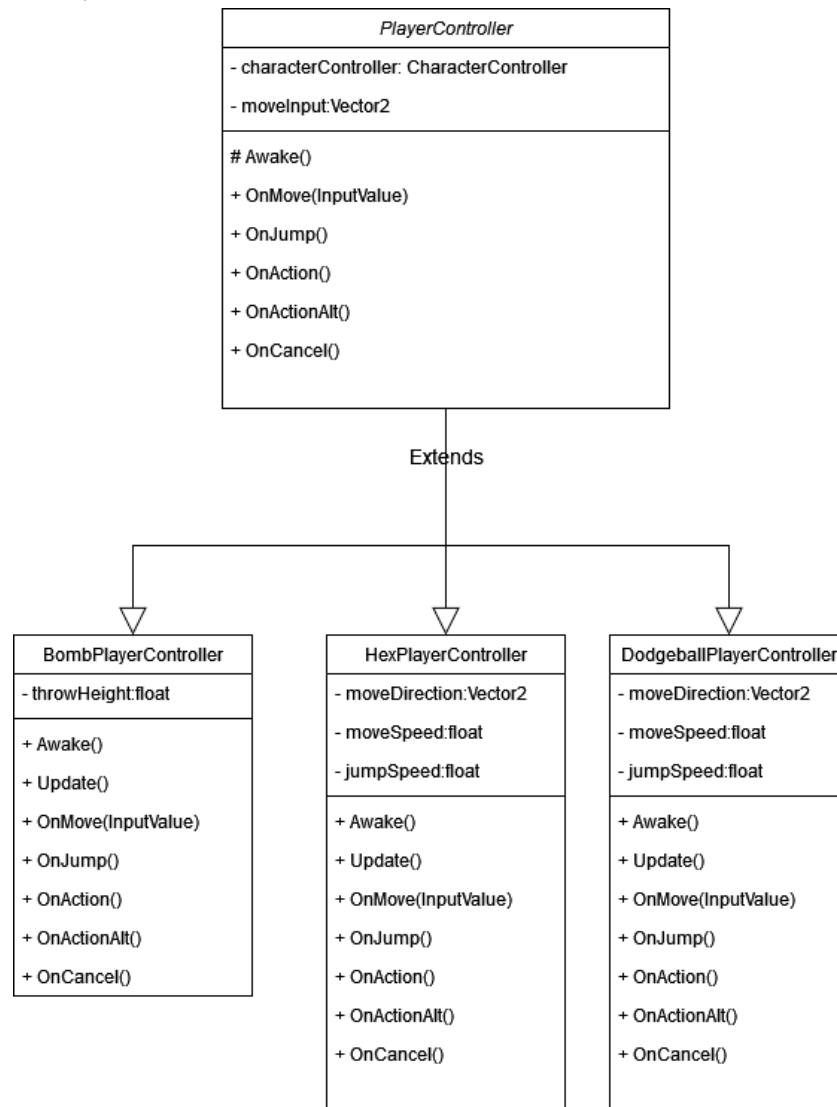 PlayerController
- characterController: CharacterController
- moveInput:Vector2
# Awake()
+ OnMove(InputValue)
+ OnJump()
+ OnAction()
+ OnActionAlt()
+ OnCancel()
Extends
BombPlayerController
- throwHeight:float
+ Awake()
+ Update()
+ OnMove(InputValue)
+ OnJump()
+ OnAction()
+ OnActionAlt()
+ OnCancel()
HexPlayerController
- moveDirection:Vector2
- moveSpeed:float
- jumpSpeed:float
+ Awake()
+ Update()
+ OnMove(InputValue)
+ OnJump()
+ OnAction()
+ OnActionAlt()
+ OnCancel()
DodgeballPlayerController
- moveDirection:Vector2
- moveSpeed:float
- jumpSpeed:float
+ Awake()
+ Update()
+ OnMove(InputValue)
+ OnJump()
+ OnAction()
+ OnActionAlt()
+ OnCancel()